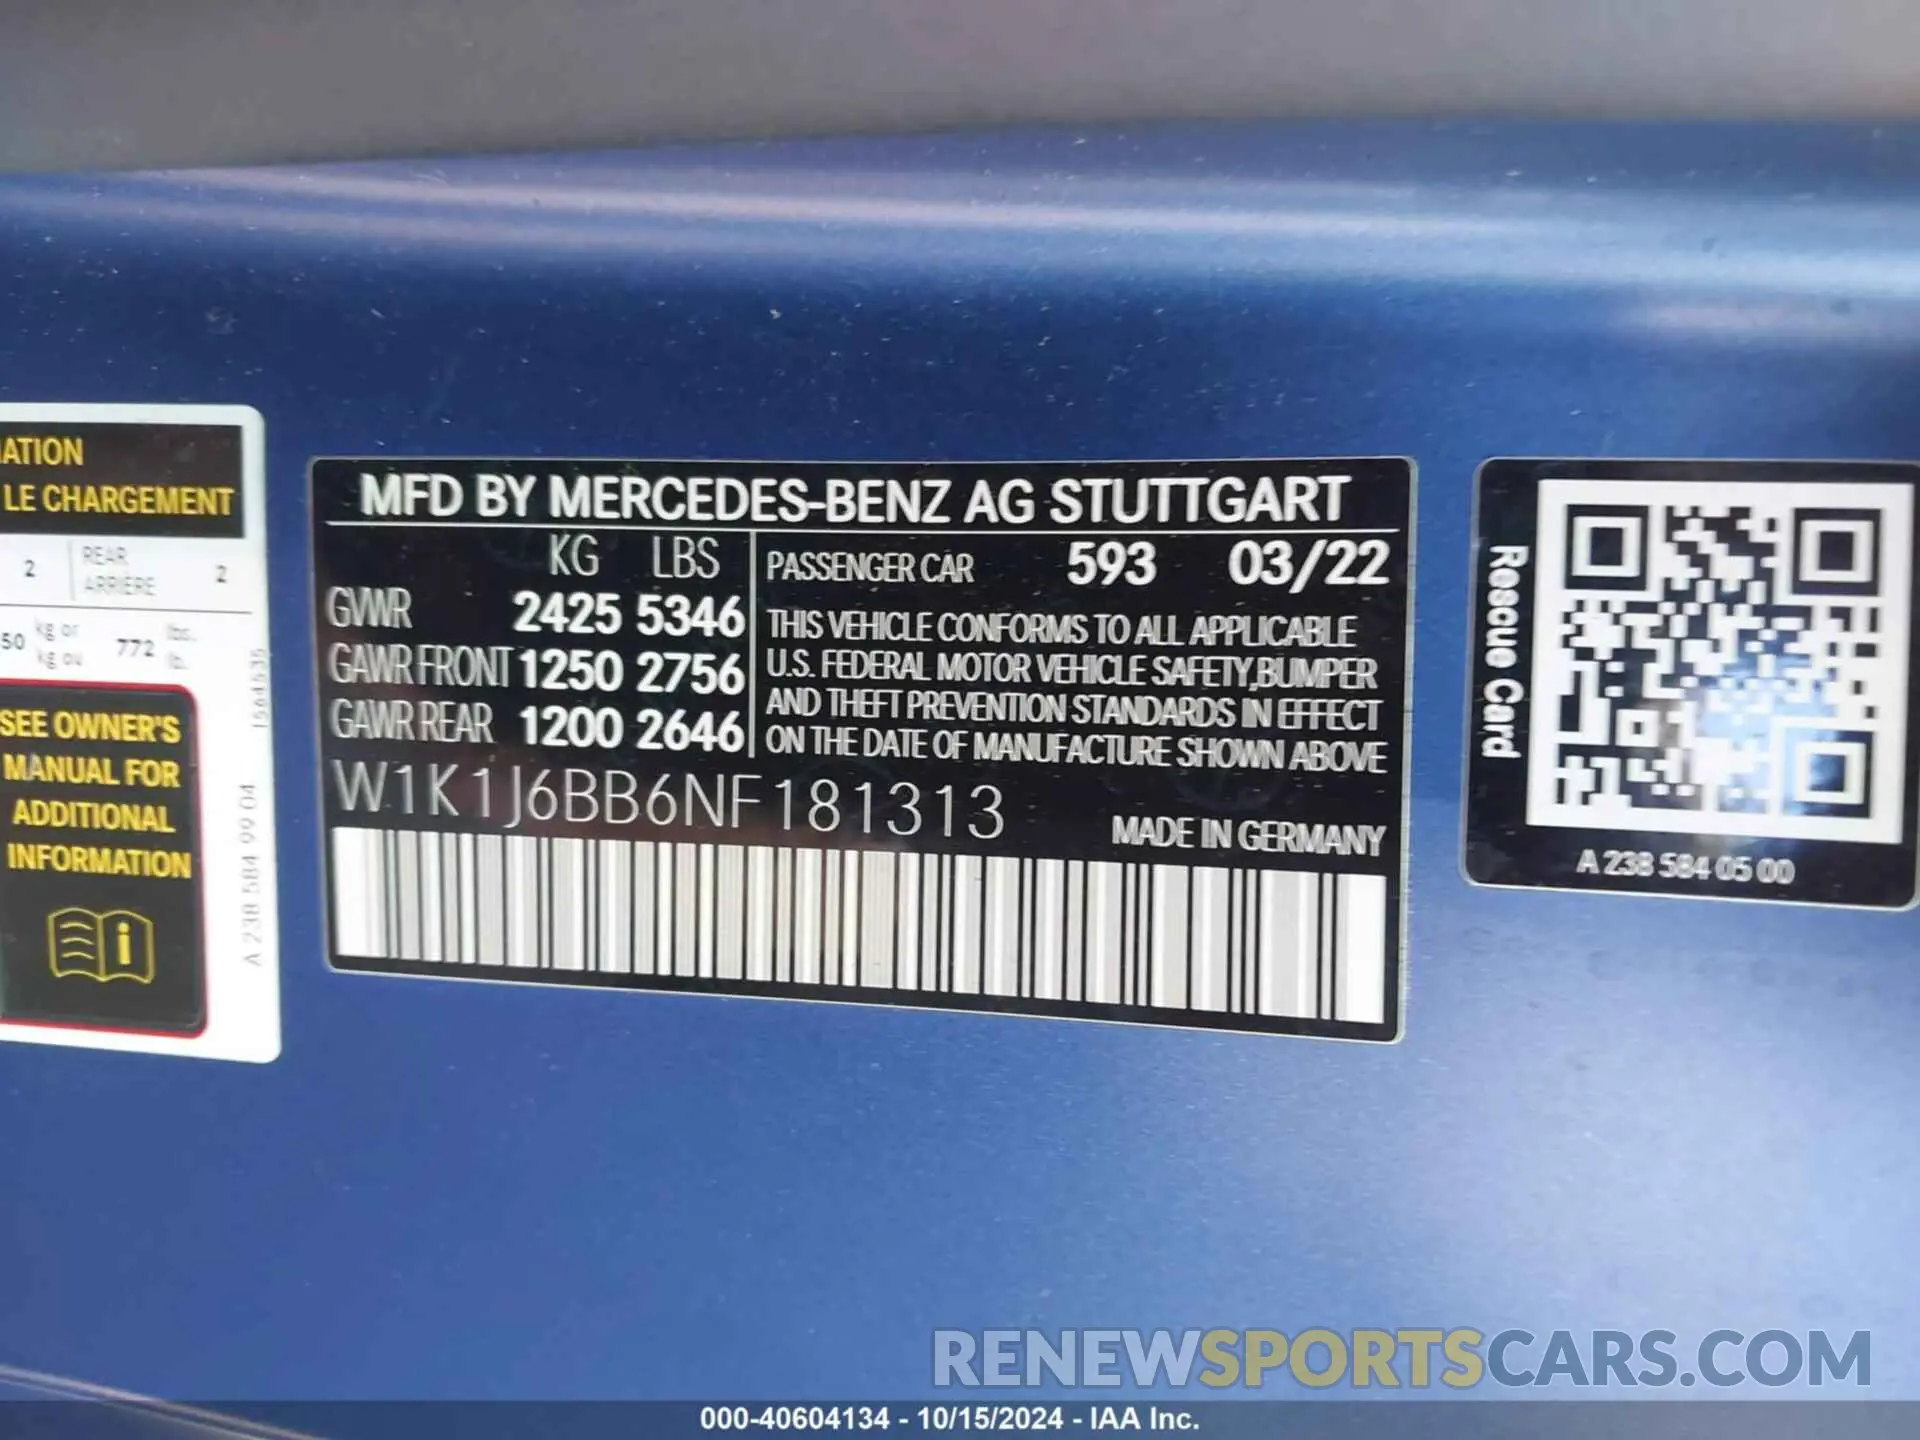 ATION
LE CHARGEMENT
2
REAR
ARRIÈRE
2
50
kg or
kg ou
772
lbs.
lb.
1564535
SEE OWNER'S
MANUAL FOR
ADDITIONAL
INFORMATION
A 238 584 99 04
MFD BY MERCEDES-BENZ AG STUTTGART
KG LBS
GVWR 2425 5346
GAWR FRONT 1250 2756
GAWR REAR 1200 2646
PASSENGER CAR 593 03/22
THIS VEHICLE CONFORMS TO ALL APPLICABLE
U.S. FEDERAL MOTOR VEHICLE SAFETY,BUMPER
AND THEFT PREVENTION STANDARDS IN EFFECT
ON THE DATE OF MANUFACTURE SHOWN ABOVE
W1K1J6BB6NF181313
MADE IN GERMANY
Rescue Card
A 238 584 05 00
RENEWSPORTSCARS.COM
000-40604134 - 10/15/2024 - IAA Inc.